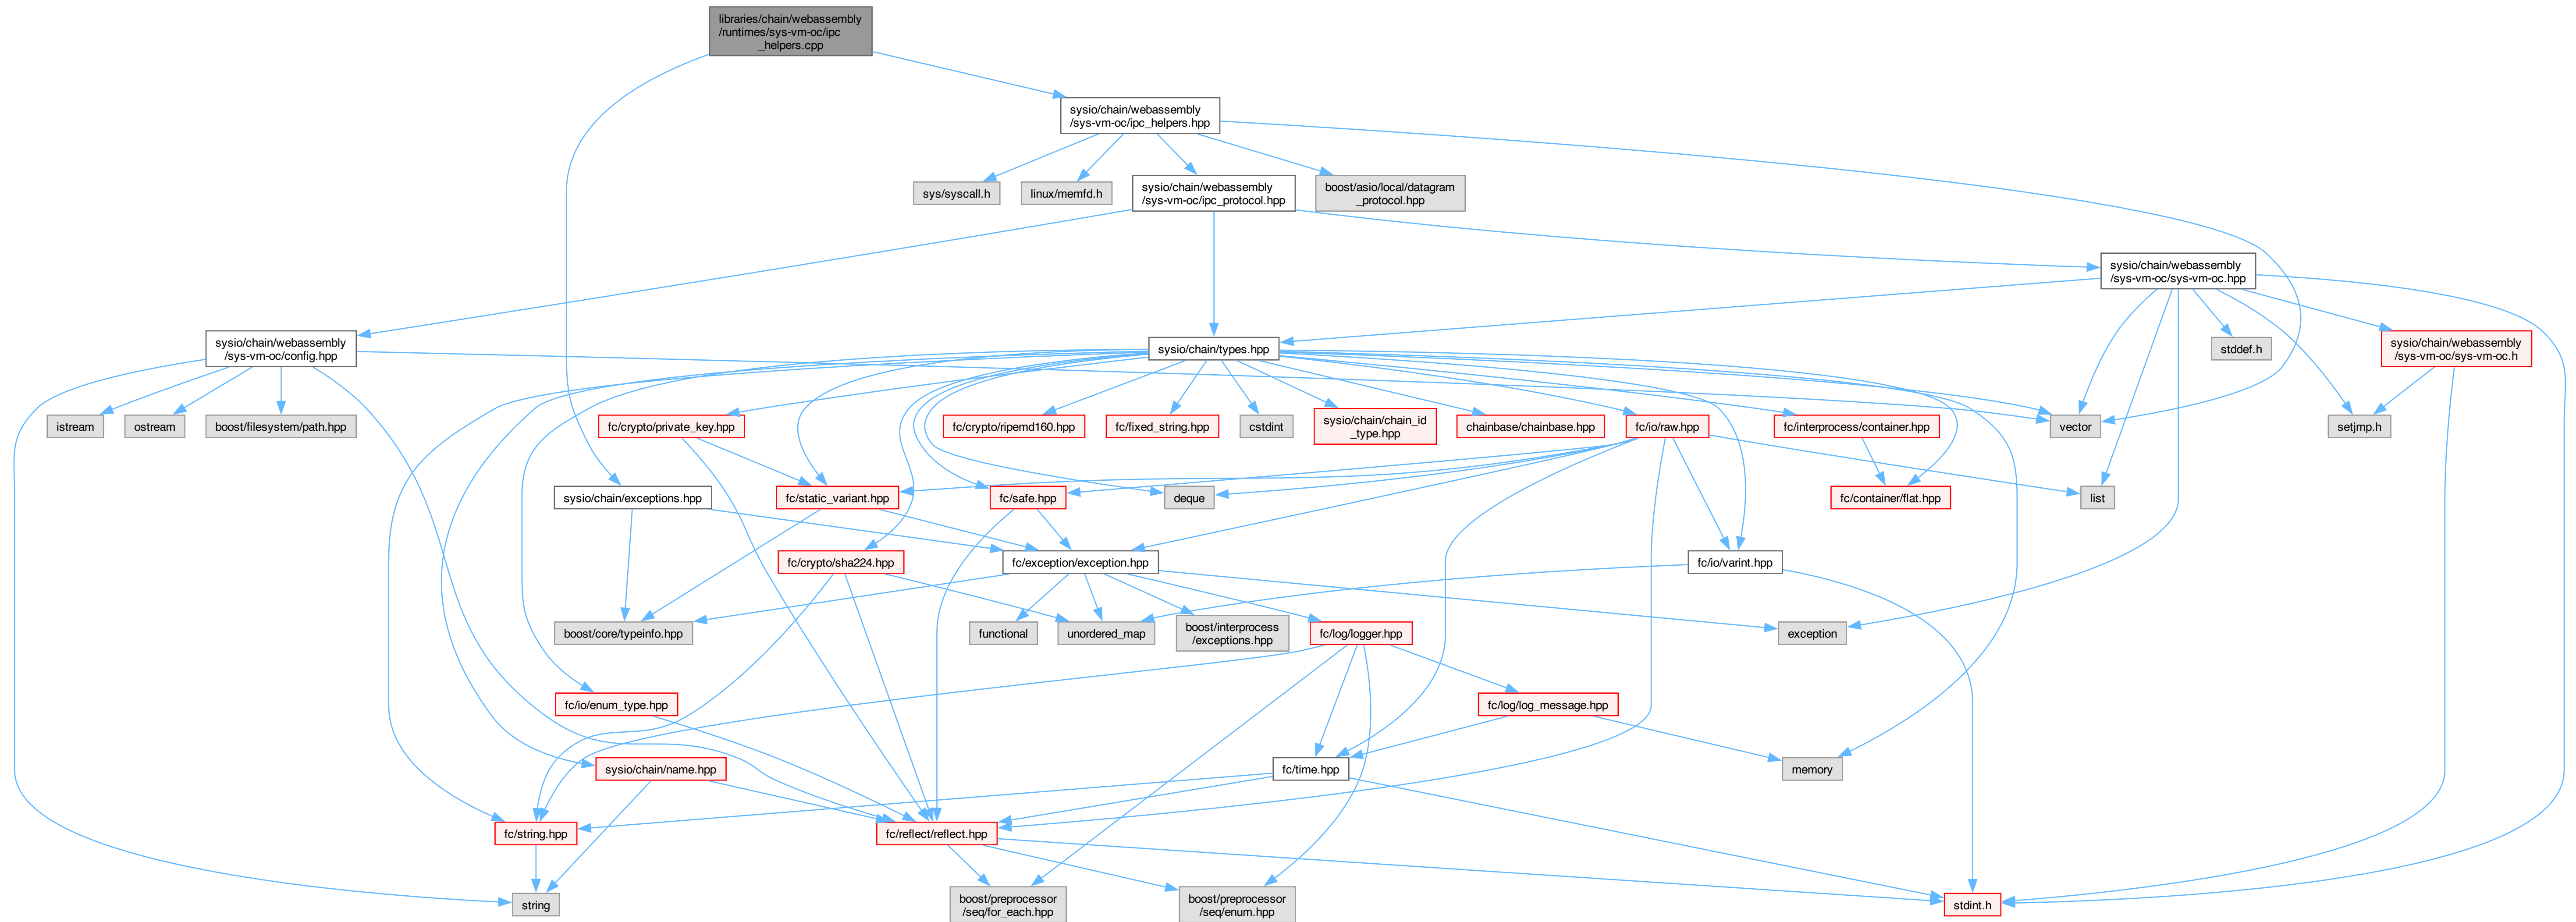 libraries/chain/webassembly
/runtimes/sys-vm-oc/ipc
_helpers.cpp
sysio/chain/webassembly
/sys-vm-oc/ipc_helpers.hpp
sys/syscall.h
linux/memfd.h
sysio/chain/webassembly
/sys-vm-oc/ipc_protocol.hpp
boost/asio/local/datagram
_protocol.hpp
sysio/chain/webassembly
/sys-vm-oc/sys-vm-oc.hpp
sysio/chain/webassembly
/sys-vm-oc/config.hpp
sysio/chain/types.hpp
stddef.h
sysio/chain/webassembly
/sys-vm-oc/sys-vm-oc.h
istream
ostream
boost/filesystem/path.hpp
fc/crypto/private_key.hpp
fc/crypto/ripemd160.hpp
fc/fixed_string.hpp
cstdint
sysio/chain/chain_id
_type.hpp
chainbase/chainbase.hpp
fc/io/raw.hpp
fc/interprocess/container.hpp
vector
setjmp.h
sysio/chain/exceptions.hpp
fc/static_variant.hpp
fc/safe.hpp
deque
fc/container/flat.hpp
list
fc/crypto/sha224.hpp
fc/exception/exception.hpp
fc/io/varint.hpp
boost/core/typeinfo.hpp
functional
unordered_map
boost/interprocess
/exceptions.hpp
fc/log/logger.hpp
exception
fc/io/enum_type.hpp
fc/log/log_message.hpp
sysio/chain/name.hpp
fc/time.hpp
memory
fc/string.hpp
fc/reflect/reflect.hpp
string
boost/preprocessor
/seq/for_each.hpp
boost/preprocessor
/seq/enum.hpp
stdint.h